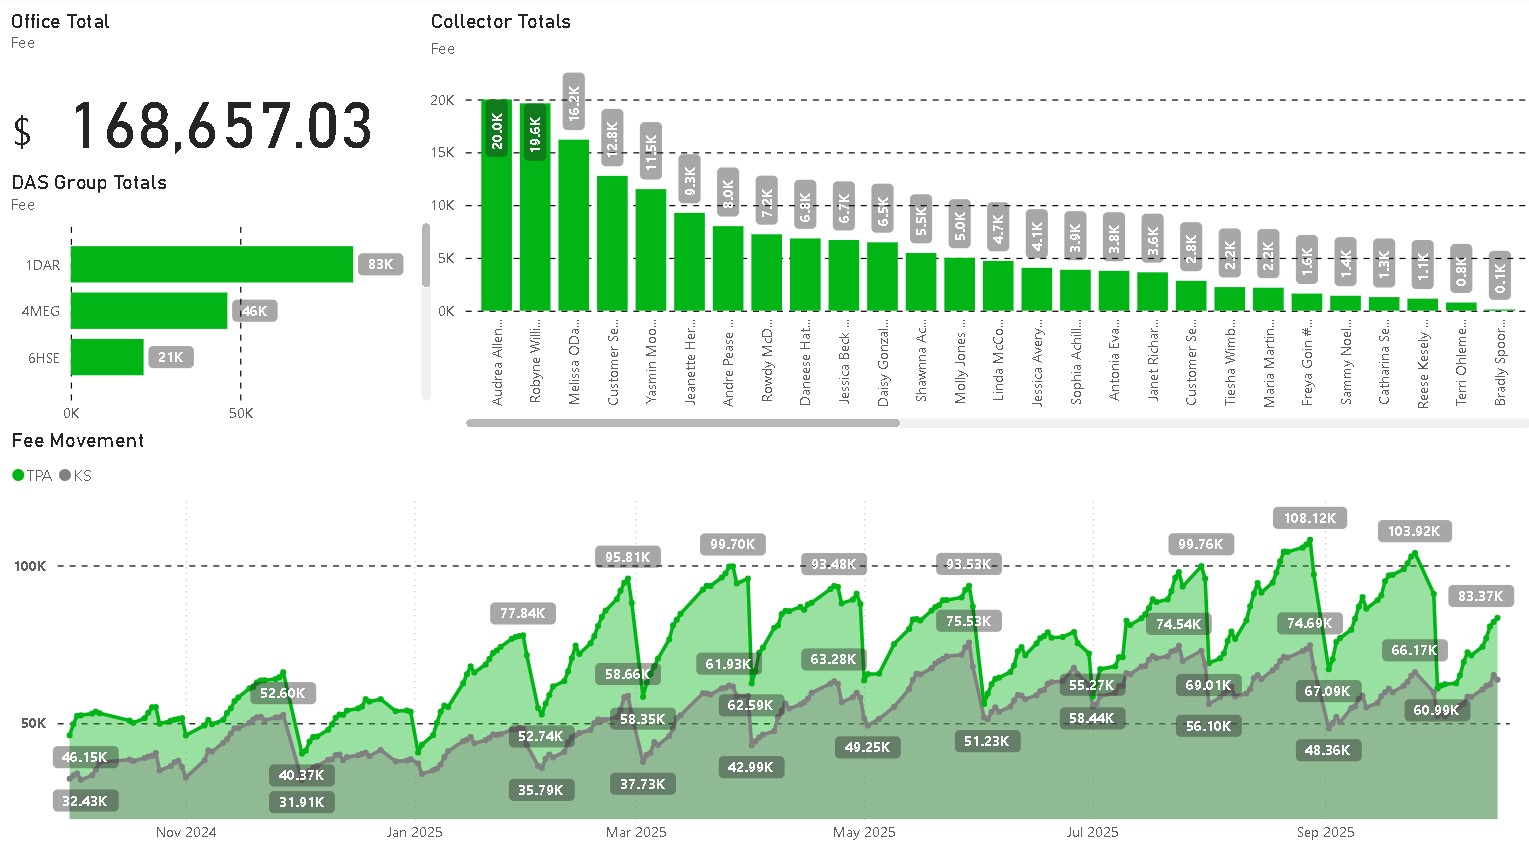 Office Total
Fee
$ 168,657.03
DAS Group Totals
Fee
1DAR
83K
4MEG
46K
6HSE
21K
0K
50K
Collector Totals
Fee
20K
15K
10K
5K
0K
20.0K
19.6K
16.2K
12.8K
11.5K
9.3K
8.0K
7.2K
6.8K
6.7K
6.5K
5.5K
5.0K
4.7K
4.1K
3.9K
3.8K
3.6K
2.8K
2.2K
2.2K
1.6K
1.4K
1.3K
1.1K
0.8K
0.1K
Audrea Allen...
Robyne Willi...
Melissa ODa...
Customer Se...
Yasmin Moo...
Jeanette Her...
Andre Pease ...
Rowdy McD...
Daneese Hat...
Jessica Beck ...
Daisy Gonzal...
Shawnna Ac...
Molly Jones ...
Linda McCo...
Jessica Avery...
Sophia Achill...
Antonia Eva...
Janet Richar...
Customer Se...
Tiesha Wimb...
Maria Martin...
Freya Goin #...
Sammy Noel...
Catharina Se...
Reese Kesely ...
Terri Ohleme...
Bradly Spoor...
Fee Movement
TPA KS
100K
50K
46.15K
32.43K
52.60K
40.37K
31.91K
77.84K
52.74K
35.79K
95.81K
58.66K
58.35K
37.73K
99.70K
61.93K
62.59K
42.99K
93.48K
63.28K
49.25K
93.53K
75.53K
51.23K
55.27K
58.44K
99.76K
74.54K
69.01K
56.10K
108.12K
74.69K
67.09K
48.36K
103.92K
66.17K
60.99K
83.37K
Nov 2024
Jan 2025
Mar 2025
May 2025
Jul 2025
Sep 2025